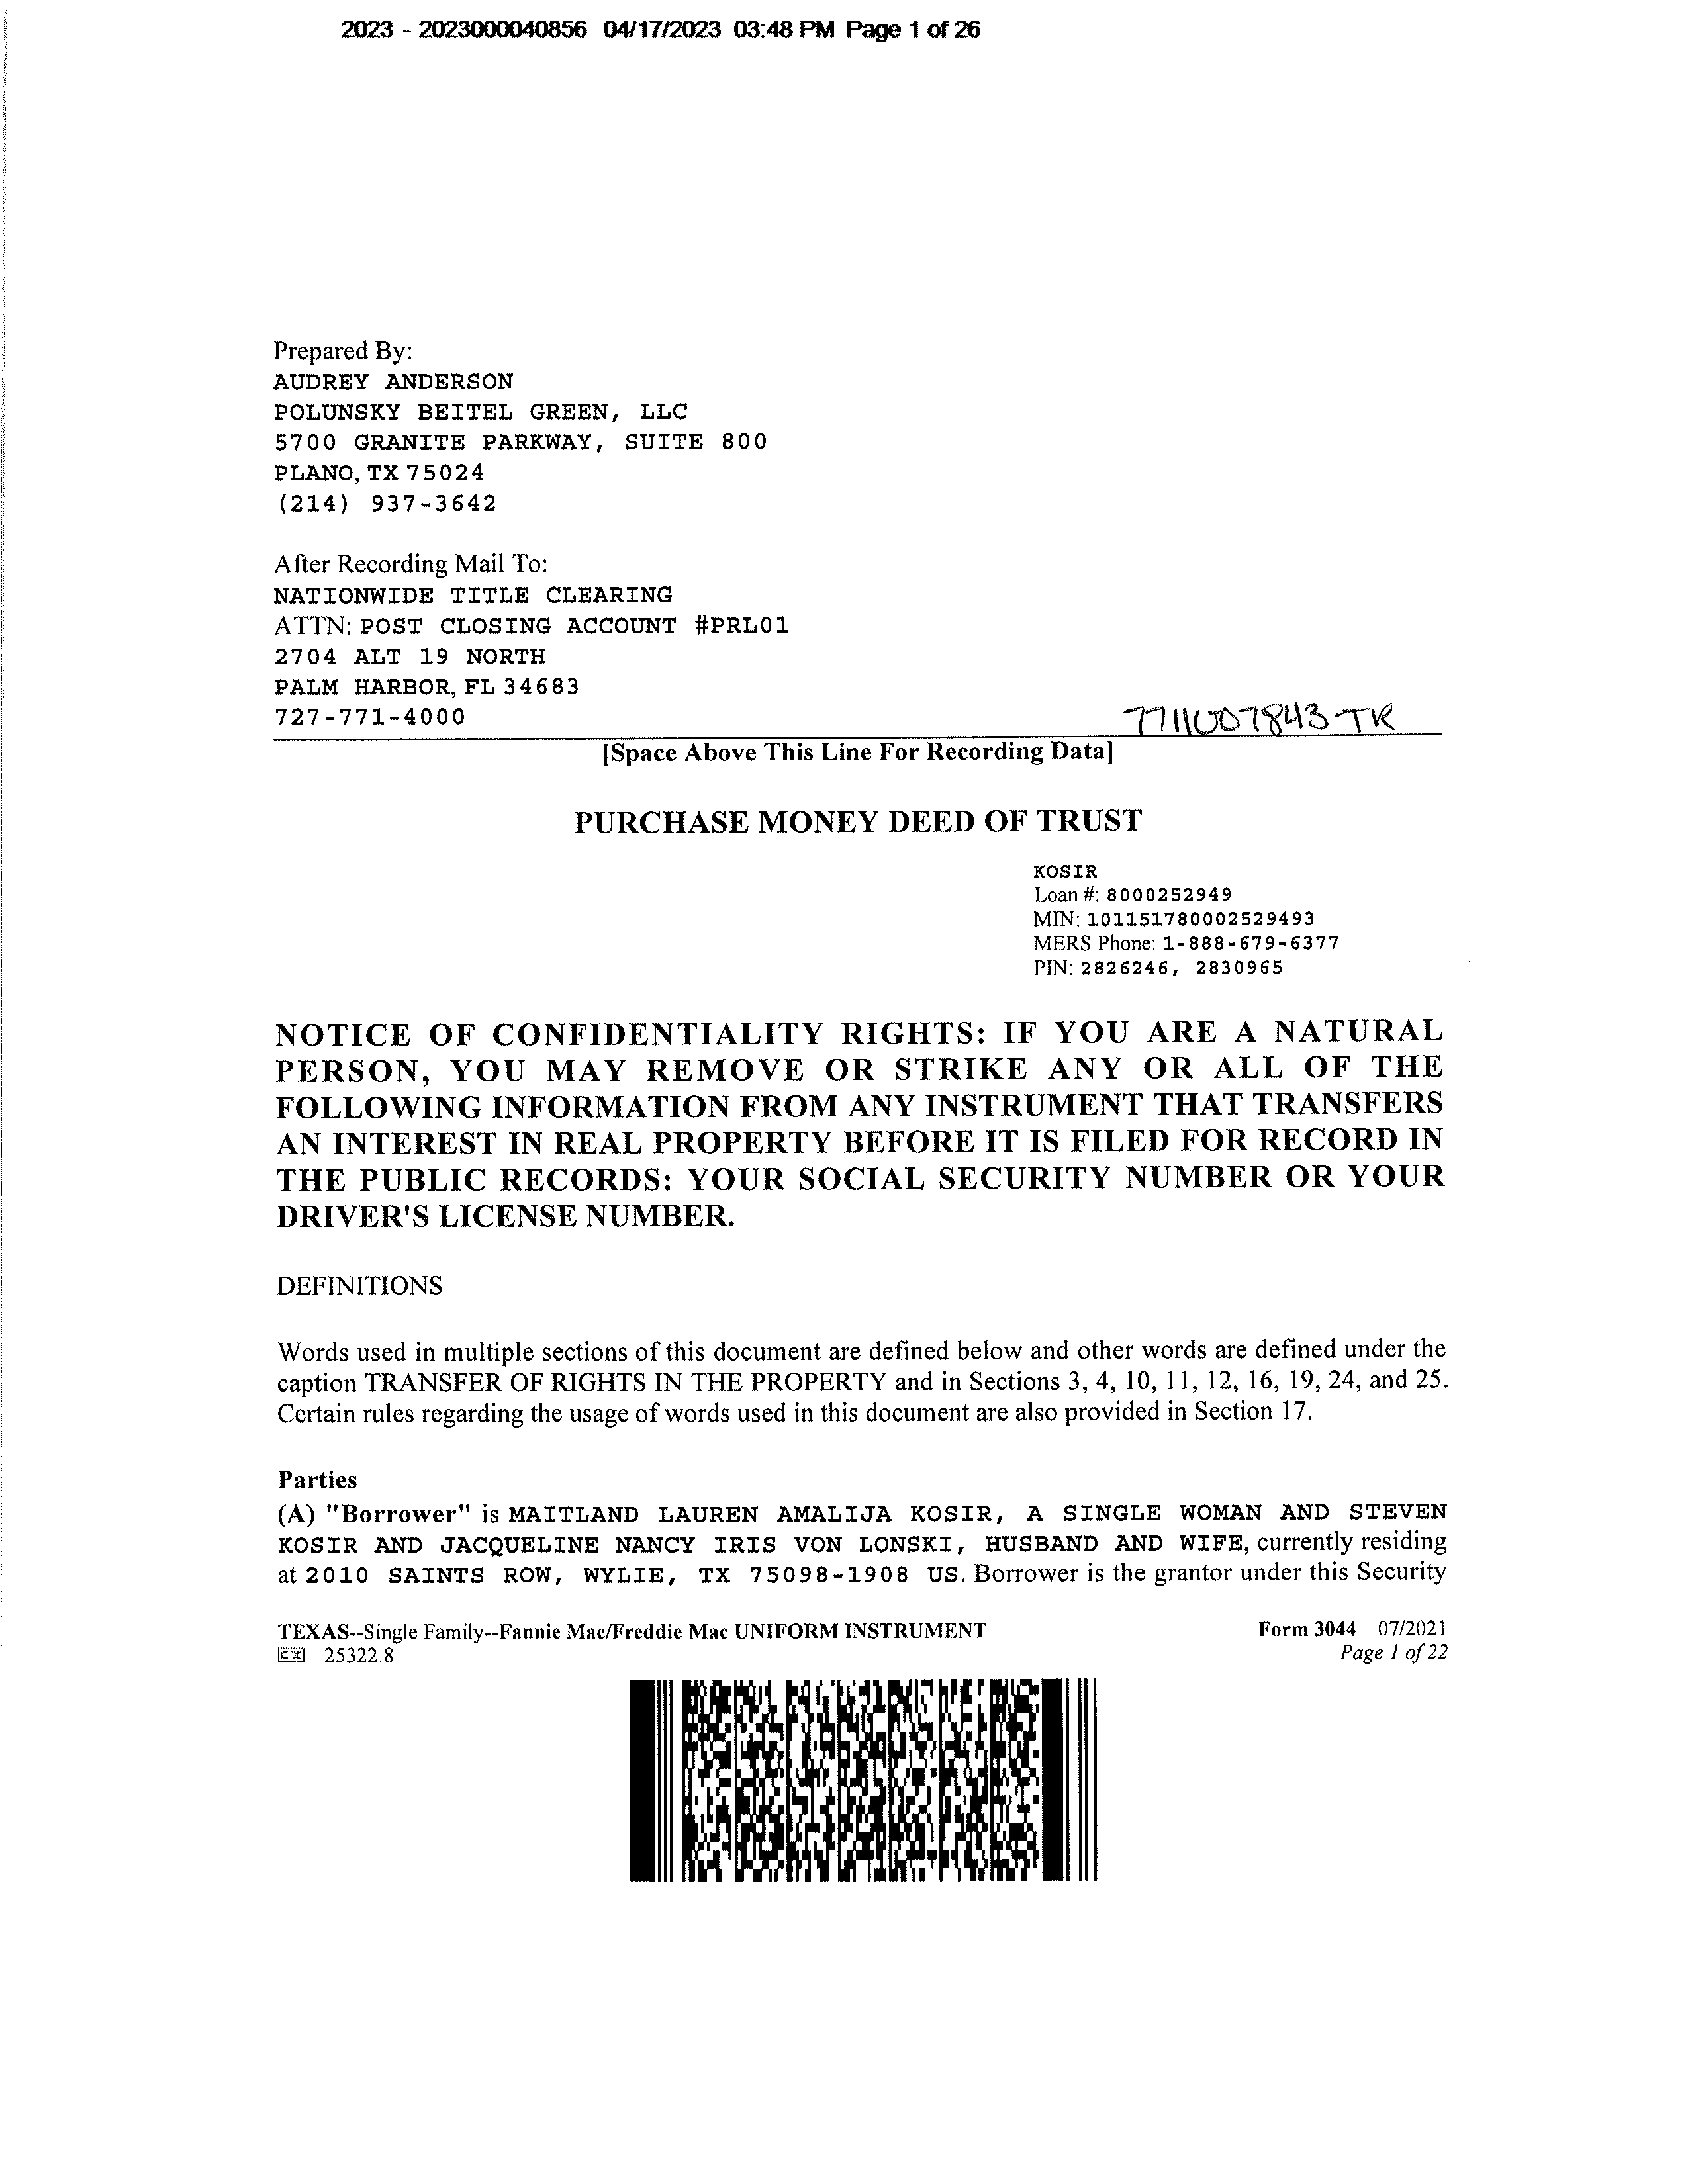 2023 - 2023000040856 04/17/2023 03:48 PM Page 1 of 26
Prepared By:
AUDREY ANDERSON
POLUNSKY BEITEL GREEN, LLC
5700 GRANITE PARKWAY, SUITE 800
PLANO, TX 75024
(214) 937-3642
After Recording Mail To:
NATIONWIDE TITLE CLEARING
ATTN: POST CLOSING ACCOUNT #PRL01
2704 ALT 19 NORTH
PALM HARBOR, FL 34683
727-771-4000
7711007843-TK
[Space Above This Line For Recording Data]
PURCHASE MONEY DEED OF TRUST
KOSIR
Loan #: 8000252949
MIN: 101151780002529493
MERS Phone: 1-888-679-6377
PIN: 2826246, 2830965
NOTICE OF CONFIDENTIALITY RIGHTS: IF YOU ARE A NATURAL
PERSON, YOU MAY REMOVE OR STRIKE ANY OR ALL OF THE
FOLLOWING INFORMATION FROM ANY INSTRUMENT THAT TRANSFERS
AN INTEREST IN REAL PROPERTY BEFORE IT IS FILED FOR RECORD IN
THE PUBLIC RECORDS: YOUR SOCIAL SECURITY NUMBER OR YOUR
DRIVER'S LICENSE NUMBER.
DEFINITIONS
Words used in multiple sections of this document are defined below and other words are defined under the
caption TRANSFER OF RIGHTS IN THE PROPERTY and in Sections 3, 4, 10, 11, 12, 16, 19, 24, and 25.
Certain rules regarding the usage of words used in this document are also provided in Section 17.
Parties
(A) "Borrower" is MAITLAND LAUREN AMALIJA KOSIR, A SINGLE WOMAN AND STEVEN
KOSIR AND JACQUELINE NANCY IRIS VON LONSKI, HUSBAND AND WIFE, currently residing
at 2010 SAINTS ROW, WYLIE, TX 75098-1908 US. Borrower is the grantor under this Security
TEXAS--Single Family--Fannie Mae/Freddie Mac UNIFORM INSTRUMENT
Form 3044 07/2021
25322.8
Page 1 of 22